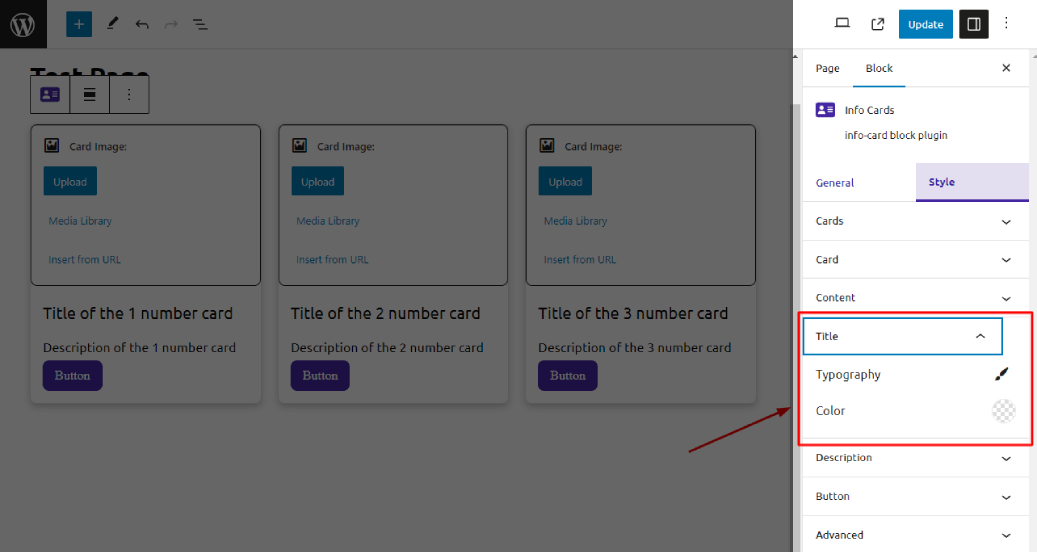 Update
Test Page
Page
Block
Info Cards
info-card block plugin
General
Style
Cards
Card
Content
Title
Typography
Color
Description
Button
Advanced
Card Image:
Upload
Media Library
Insert from URL
Title of the 1 number card
Description of the 1 number card
Button
Card Image:
Upload
Media Library
Insert from URL
Title of the 2 number card
Description of the 2 number card
Button
Card Image:
Upload
Media Library
Insert from URL
Title of the 3 number card
Description of the 3 number card
Button